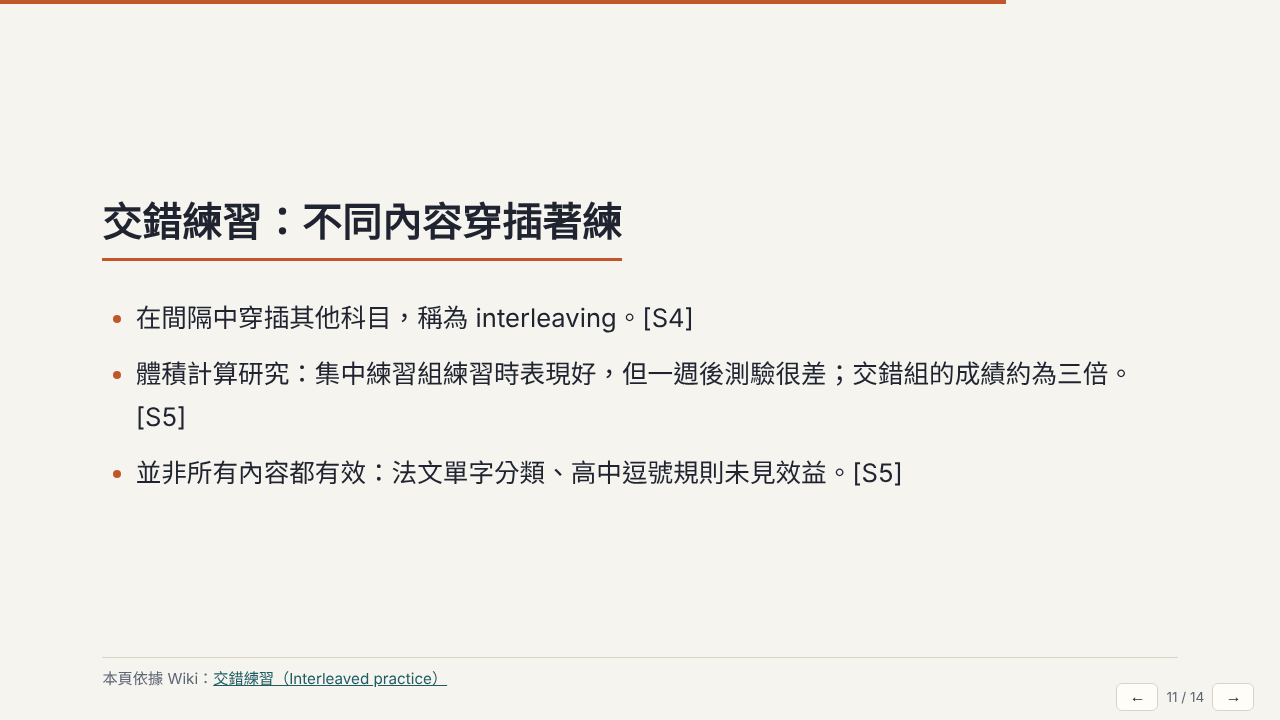 交錯練習：不同內容穿插著練
在間隔中穿插其他科目，稱為 interleaving。[S4]
體積計算研究：集中練習組練習時表現好，但一週後測驗很差；交錯組的成績約為三倍。
[S5]
並非所有內容都有效：法文單字分類、高中逗號規則未見效益。[S5]
本頁依據 Wiki：交錯練習（Interleaved practice）
← 11 / 14 →